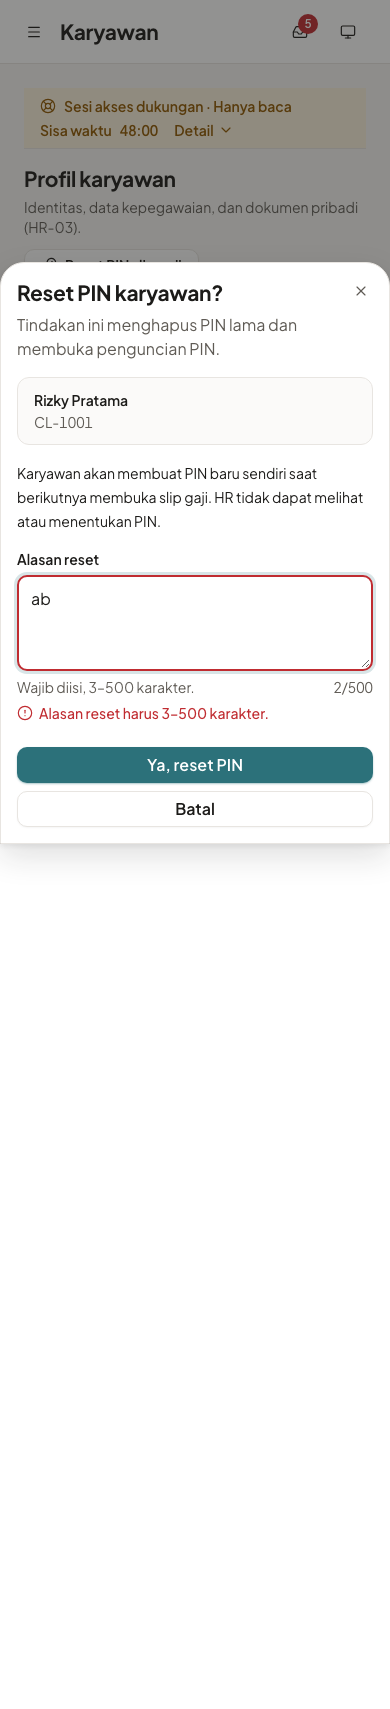 Karyawan
5
Sesi akses dukungan · Hanya baca
Sisa waktu 48:00 Detail
Profil karyawan
Identitas, data kepegawaian, dan dokumen pribadi
(HR-03).
Reset PIN karyawan?
Tindakan ini menghapus PIN lama dan
membuka penguncian PIN.
Rizky Pratama
CL-1001
Karyawan akan membuat PIN baru sendiri saat
berikutnya membuka slip gaji. HR tidak dapat melihat
atau menentukan PIN.
Alasan reset
ab
Wajib diisi, 3–500 karakter. 2/500
Alasan reset harus 3–500 karakter.
Ya, reset PIN
Batal